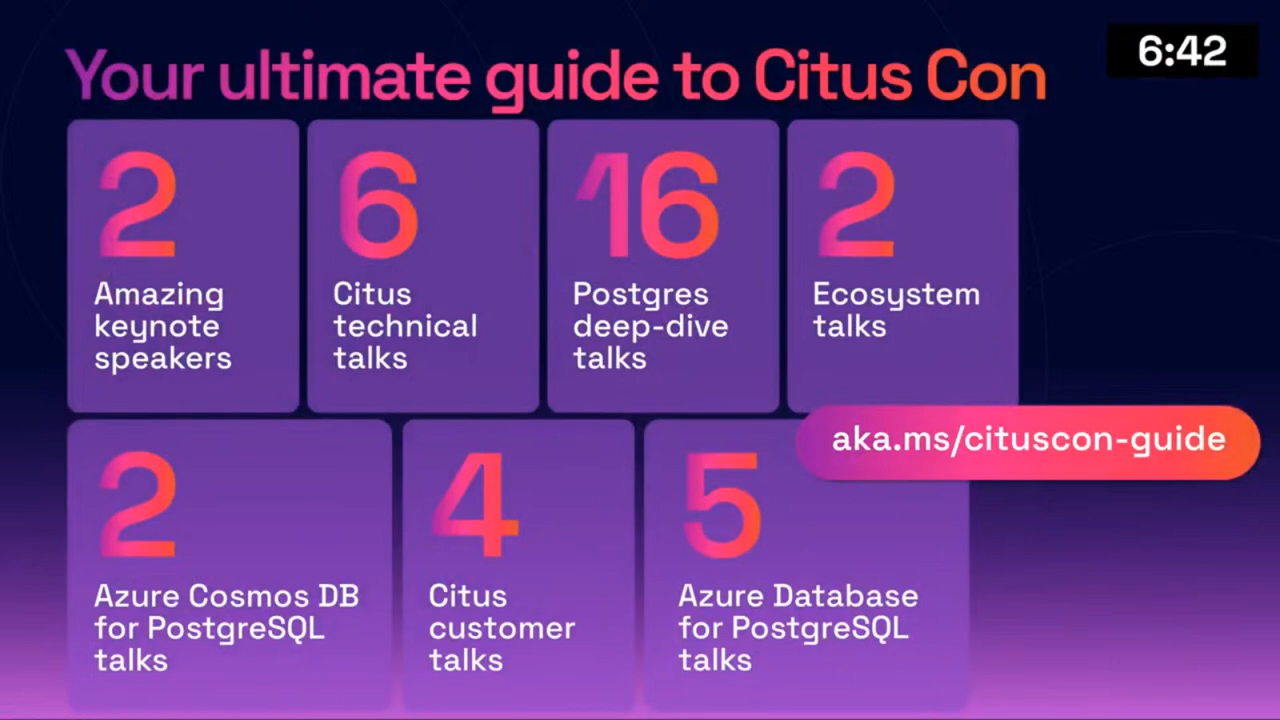 Your ultimate guide to Citus Con
6:42
2
Amazing
keynote
speakers
6
Citus
technical
talks
16
Postgres
deep-dive
talks
2
Ecosystem
talks
aka.ms/cituscon-guide
2
Azure Cosmos DB
for PostgreSQL
talks
4
Citus
customer
talks
5
Azure Database
for PostgreSQL
talks